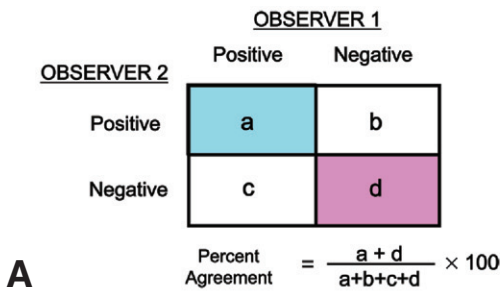 OBSERVER 1
Positive Negative
OBSERVER 2
Positive a b
Negative c d
Percent Agreement = a + d / a+b+c+d × 100
A